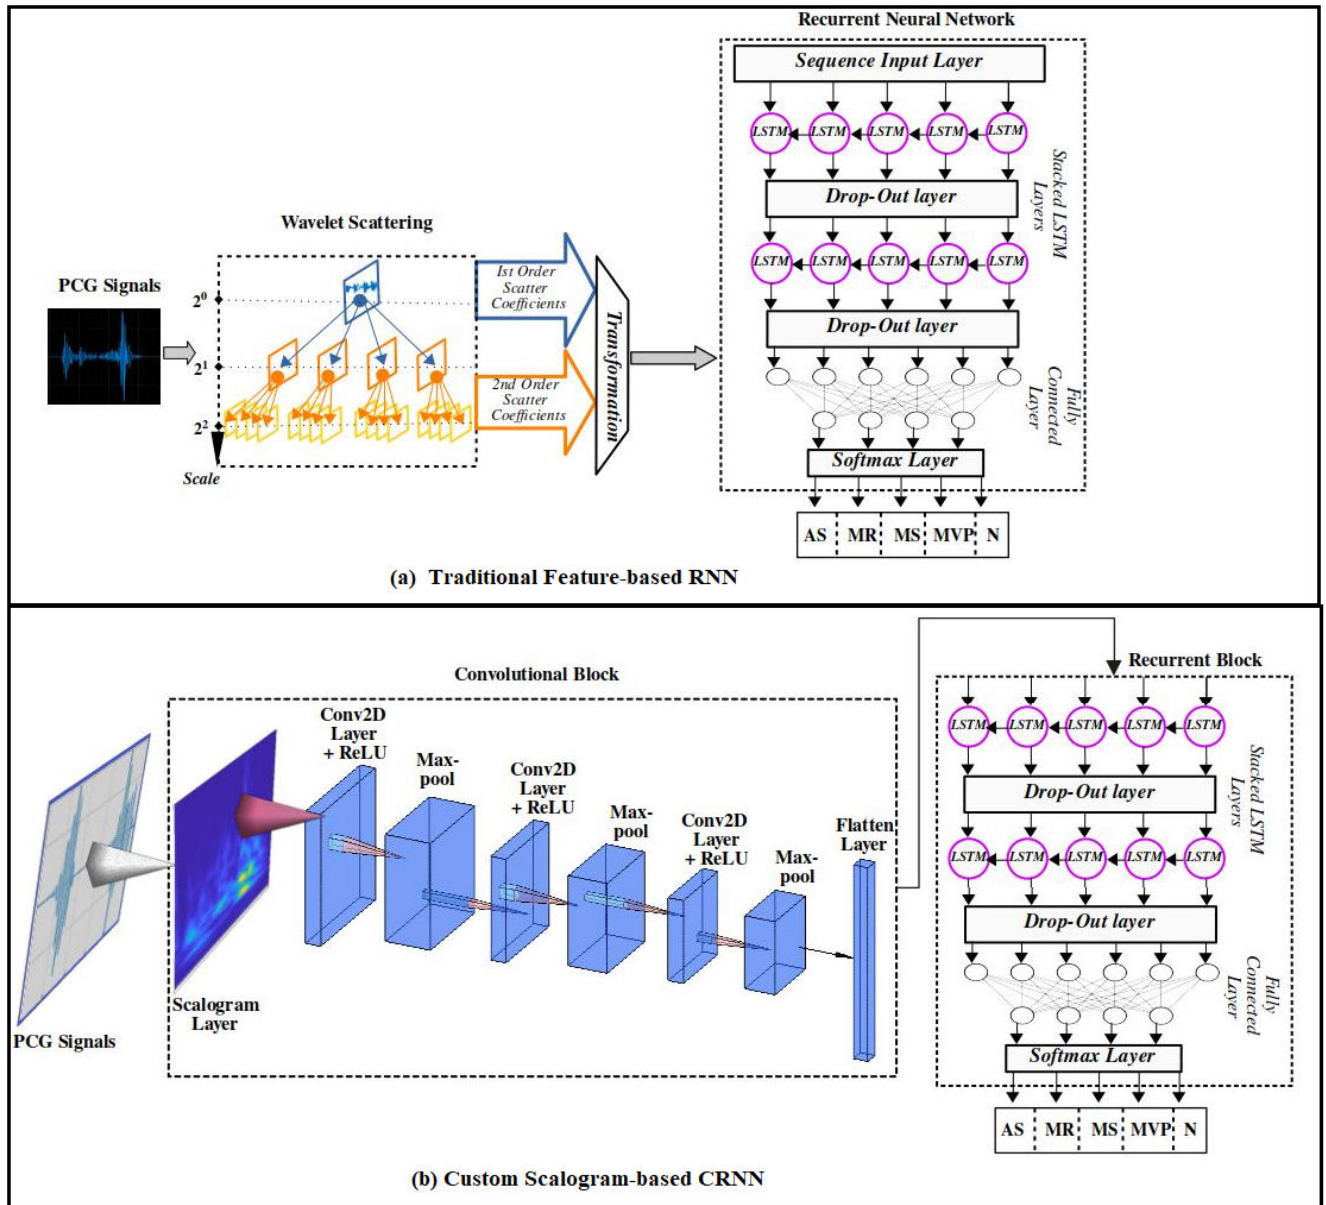 Recurrent Neural Network
Sequence Input Layer
LSTM LSTM LSTM LSTM LSTM
Drop-Out layer
LSTM LSTM LSTM LSTM LSTM
Drop-Out layer
Stacked LSTM
Layers
Fully
Connected
Layer
Softmax Layer
AS MR MS MVP N
Wavelet Scattering
PCG Signals
2⁰
2¹
2²
Scale
1st Order
Scatter
Coefficients
2nd Order
Scatter
Coefficients
Transformation
(a) Traditional Feature-based RNN
Convolutional Block
Conv2D
Layer
+ ReLU
Max-
pool
Conv2D
Layer
+ ReLU
Max-
pool
Conv2D
Layer
+ ReLU
Max-
pool
Flatten
Layer
Scalogram
Layer
PCG Signals
Recurrent Block
LSTM LSTM LSTM LSTM LSTM
Drop-Out layer
LSTM LSTM LSTM LSTM LSTM
Drop-Out layer
Stacked LSTM
Layers
Fully
Connected
Layer
Softmax Layer
AS MR MS MVP N
(b) Custom Scalogram-based CRNN